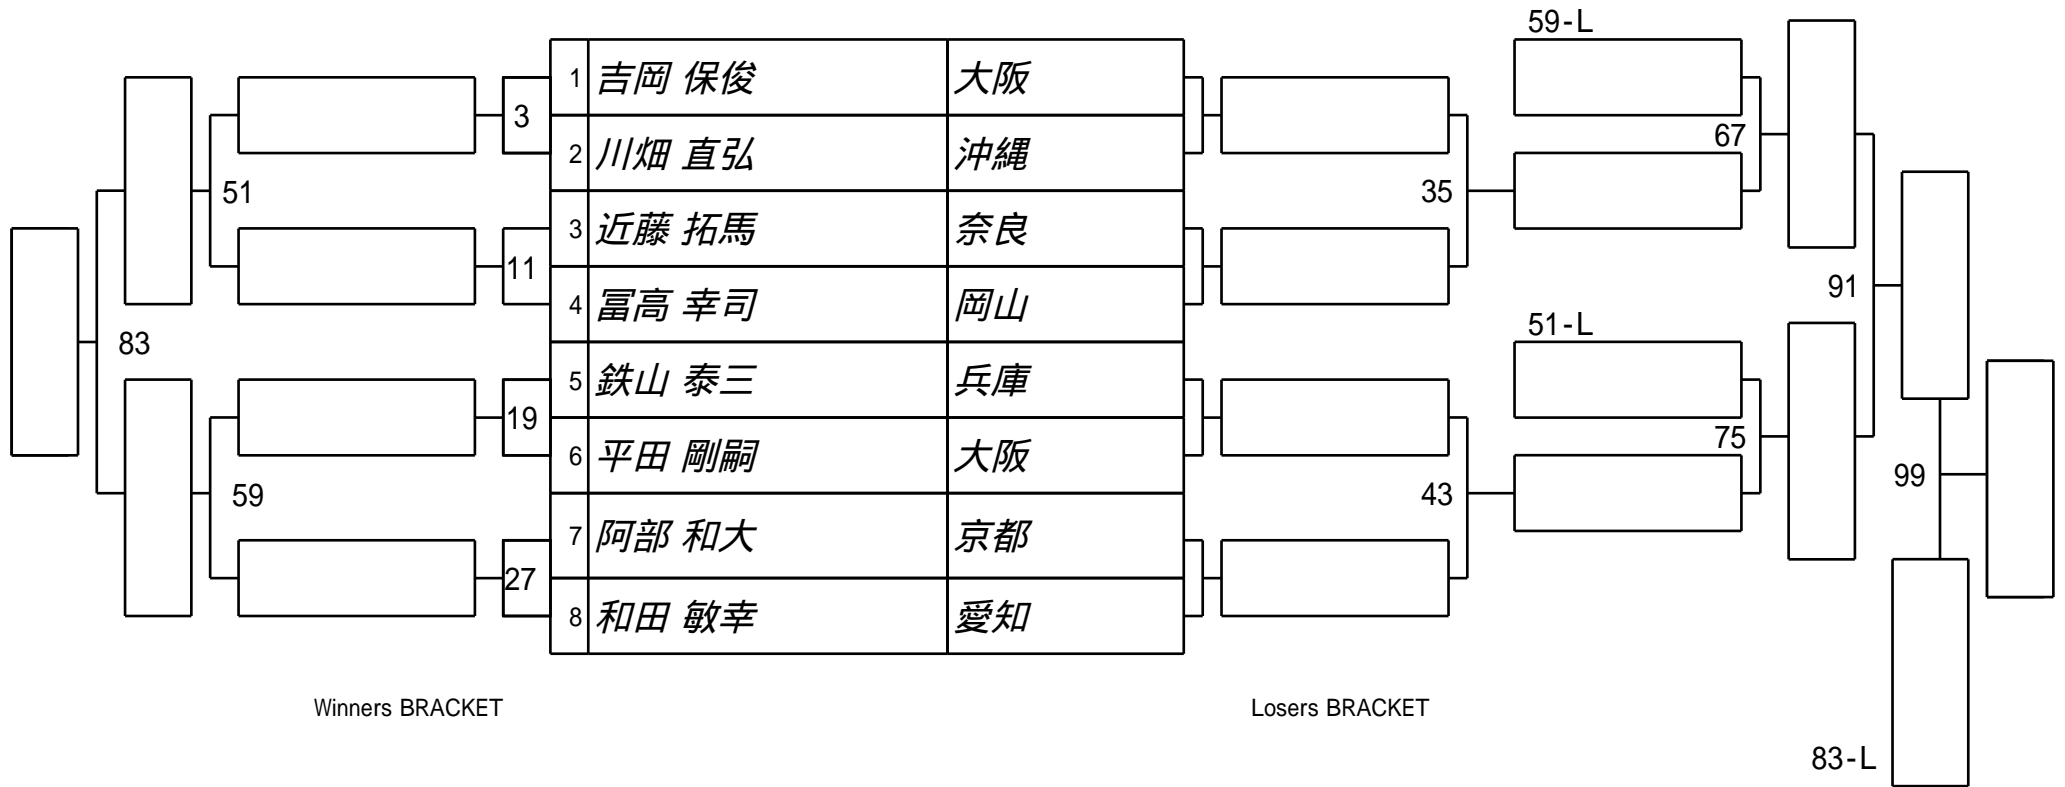 59-L
1 吉岡 保俊 大阪
3
67
2 川畑 直弘 沖縄
51
35
3 近藤 拓馬 奈良
11
4 冨高 幸司 岡山
91
51-L
83
5 鉄山 泰三 兵庫
19
75
6 平田 剛嗣 大阪
99
59
43
7 阿部 和大 京都
27
8 和田 敏幸 愛知
Winners BRACKET
Losers BRACKET
83-L